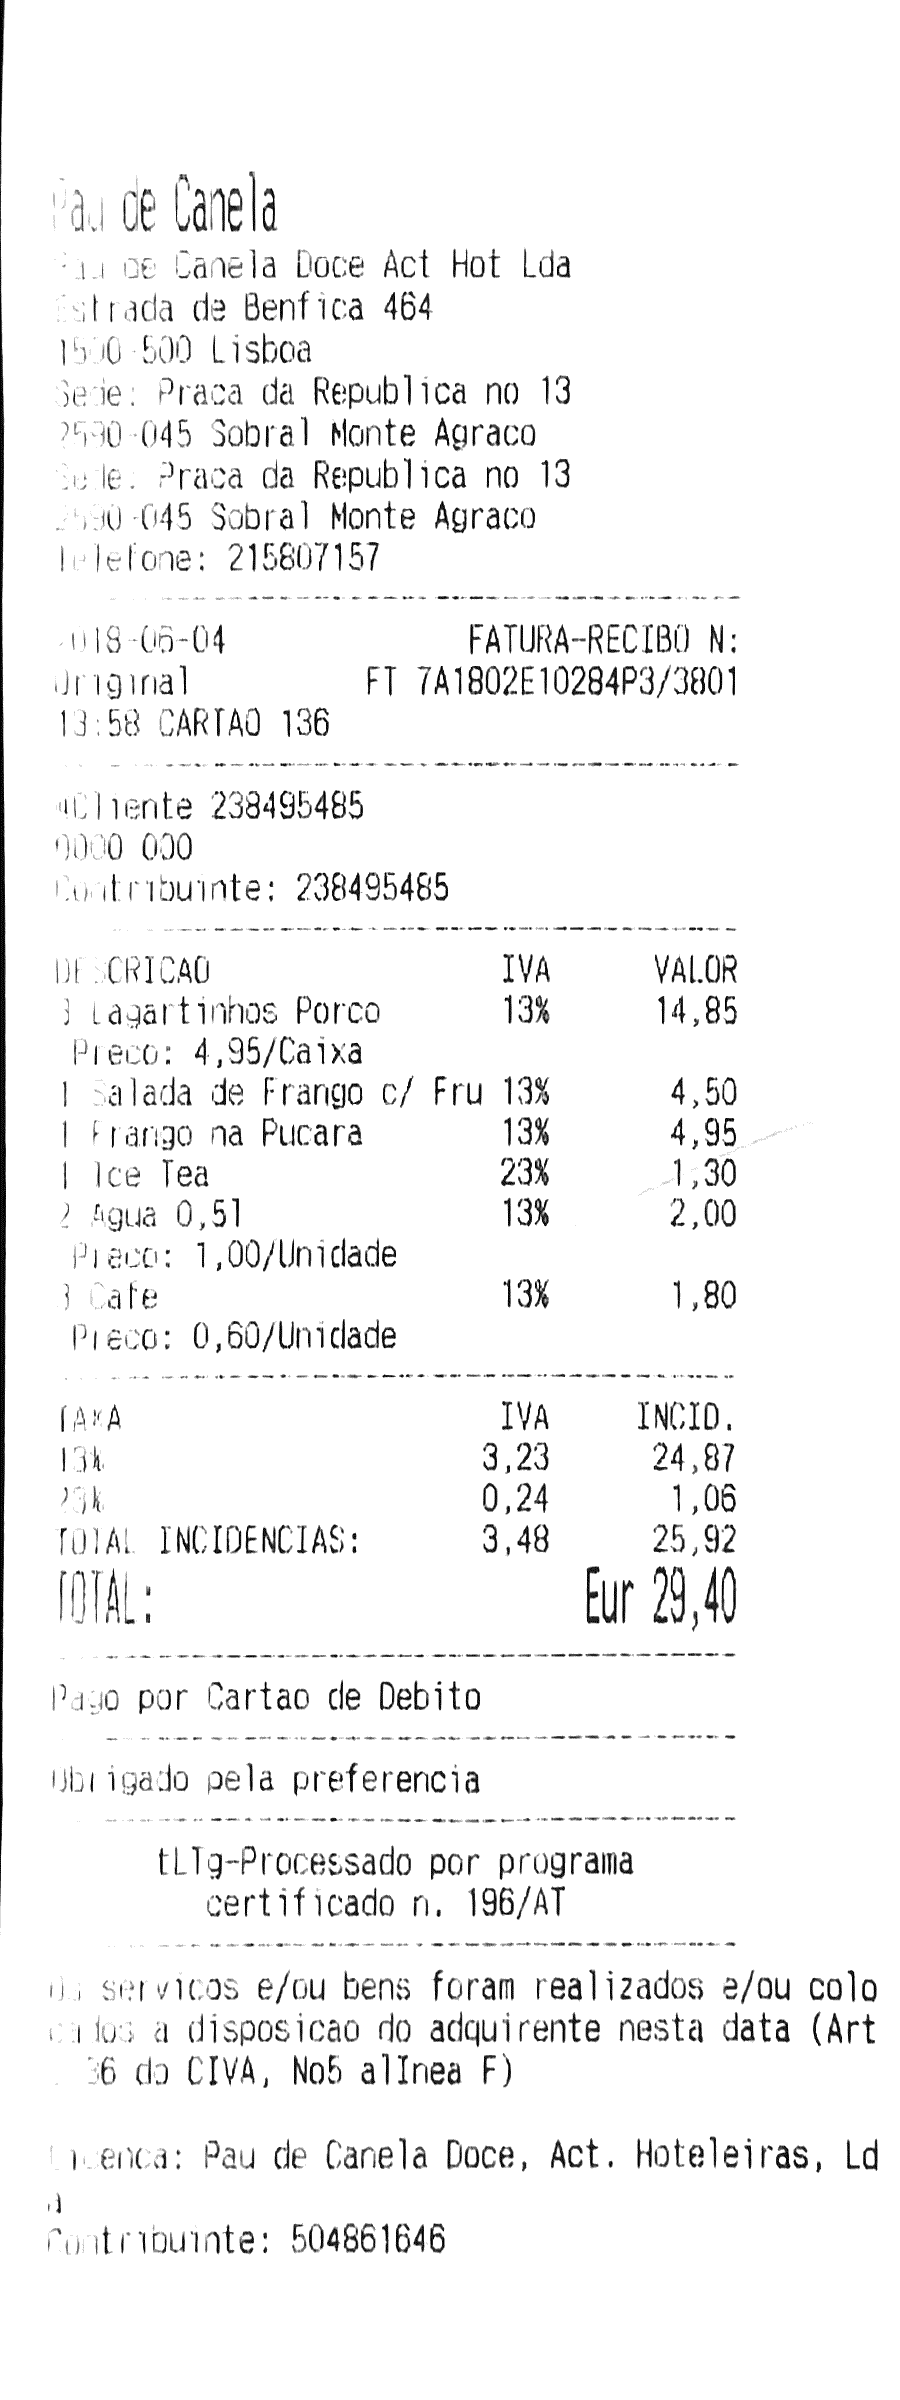 Pau de Canela
Pau de Canela Doce Act Hot Lda
Estrada de Benfica 464
1500-500 Lisboa
Sede: Praca da Republica no 13
2590-045 Sobral Monte Agraco
Sede: Praca da Republica no 13
2590-045 Sobral Monte Agraco
Telefone: 215807157
2018-06-04 FATURA-RECIBO N:
Original FT 7A1802E10284P3/3801
13:58 CARTAO 136
Cliente 238495485
0000 000
Contribuinte: 238495485
DESCRICAO IVA VALOR
3 Lagartinhos Porco 13% 14,85
Preco: 4,95/Caixa
1 Salada de Frango c/ Fru 13% 4,50
1 Frango na Pucara 13% 4,95
1 Ice Tea 23% 1,30
2 Agua 0,5l 13% 2,00
Preco: 1,00/Unidade
3 Cafe 13% 1,80
Preco: 0,60/Unidade
TAXA IVA INCID.
13% 3,23 24,87
23% 0,24 1,06
TOTAL INCIDENCIAS: 3,48 25,92
TOTAL: Eur 29,40
Pago por Cartao de Debito
Obrigado pela preferencia
tLTg-Processado por programa
certificado n. 196/AT
Os servicos e/ou bens foram realizados e/ou colo
cados a disposicao do adquirente nesta data (Art
36 do CIVA, No5 alInea F)
Licenca: Pau de Canela Doce, Act. Hoteleiras, Ld
a
Contribuinte: 504861646